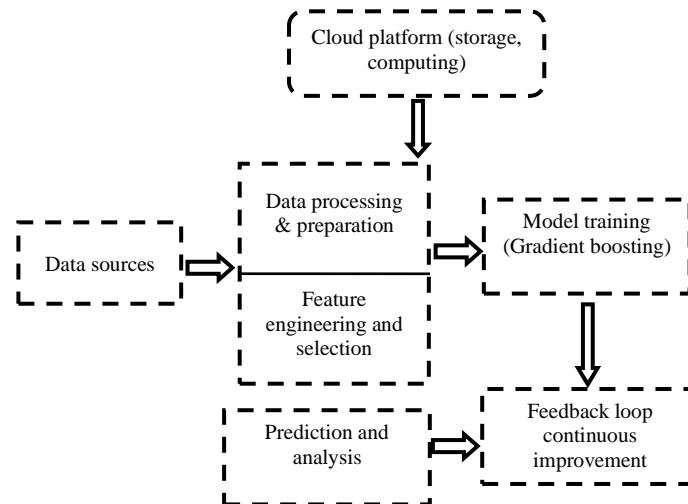 Cloud platform (storage,
computing)
Data processing
& preparation
Data sources
Feature
engineering and
selection
Model training
(Gradient boosting)
Prediction and
analysis
Feedback loop
continuous
improvement